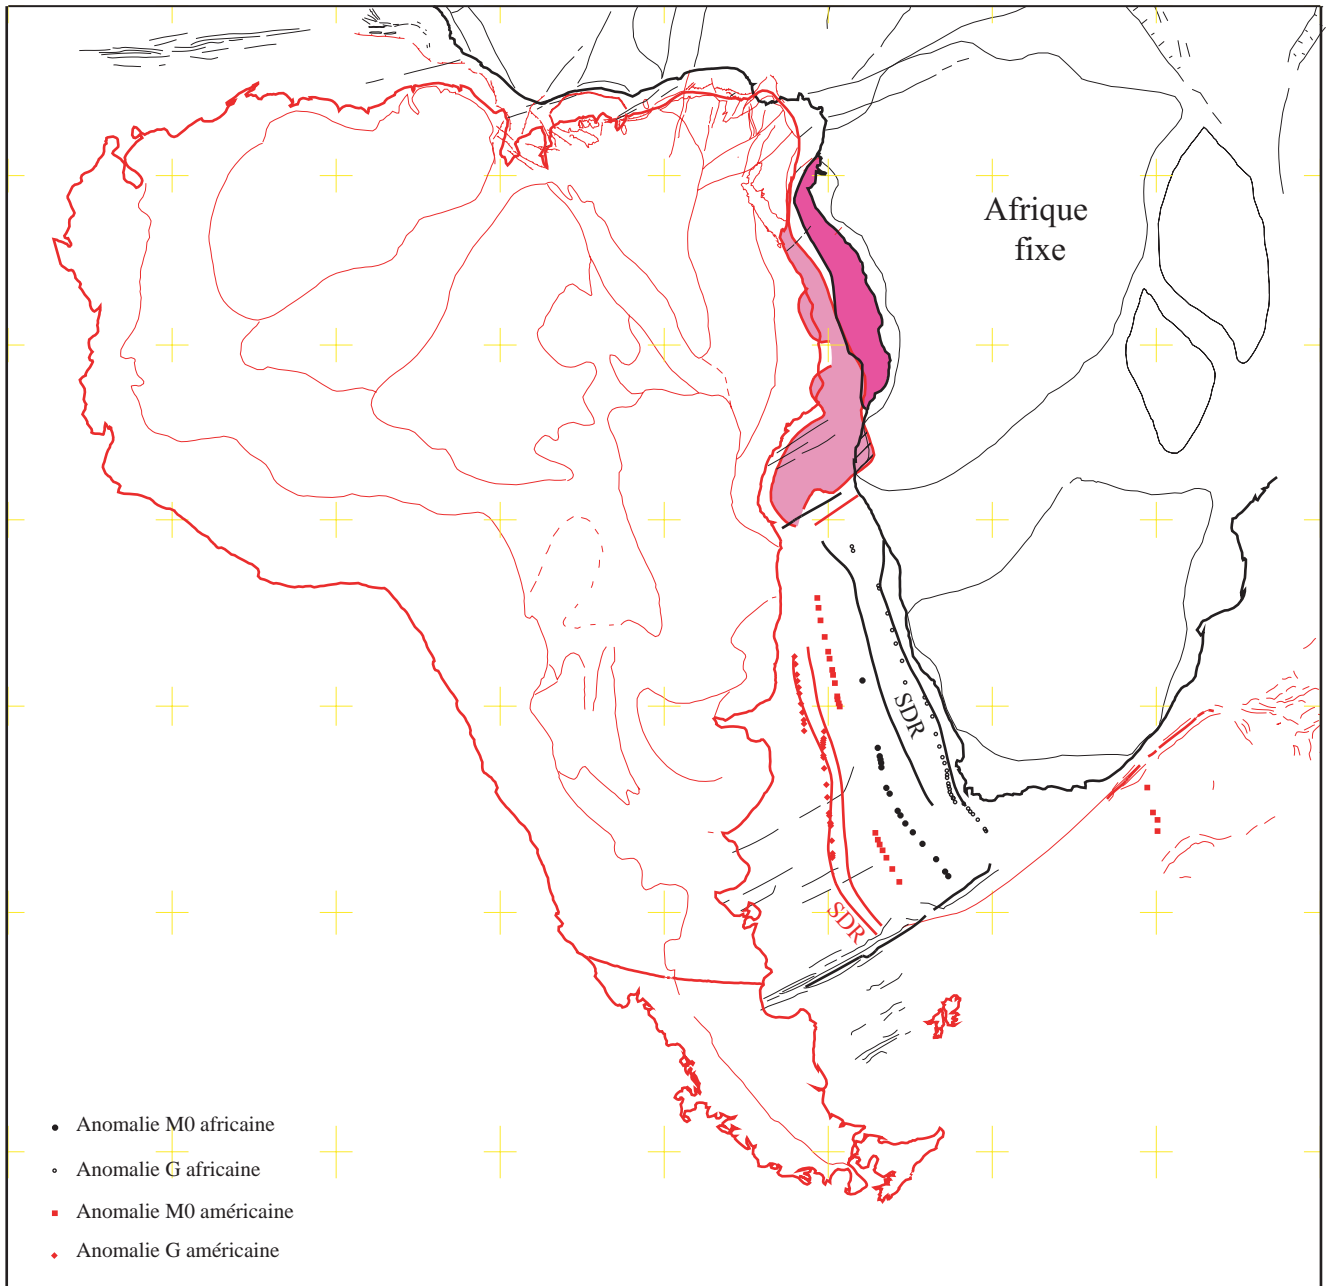 Afrique
fixe
SDR
SDR
Anomalie M0 africaine
Anomalie G africaine
Anomalie M0 américaine
Anomalie G américaine